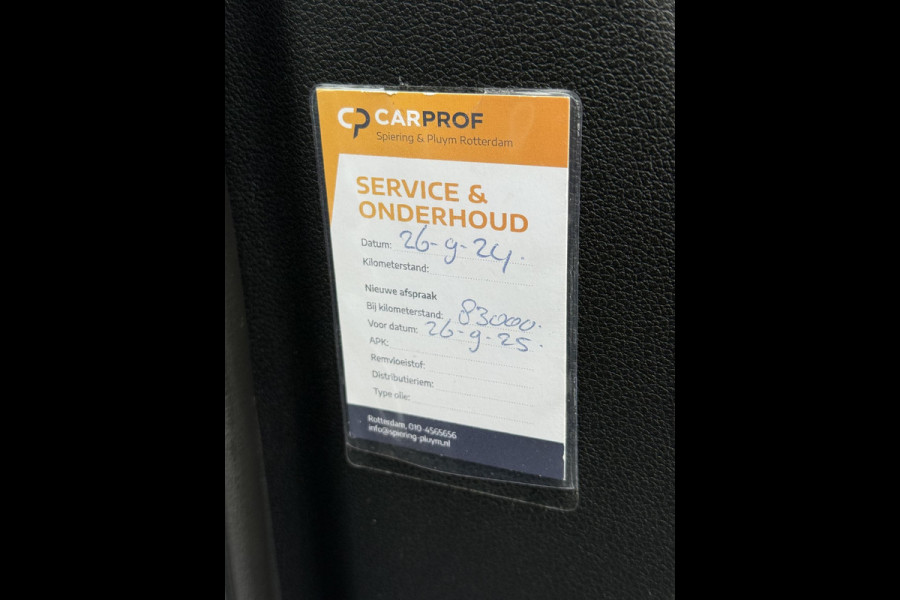 CARPROF
Spiering & Pluym Rotterdam
SERVICE &
ONDERHOUD
Datum: 26-9-24.
Kilometerstand:
Nieuwe afspraak
Bij kilometerstand: 83000.
Voor datum: 26-9-25.
APK:
Remvloeistof:
Distributieriem:
Type olie:
Rotterdam, 010-4565656
info@spiering-pluym.nl